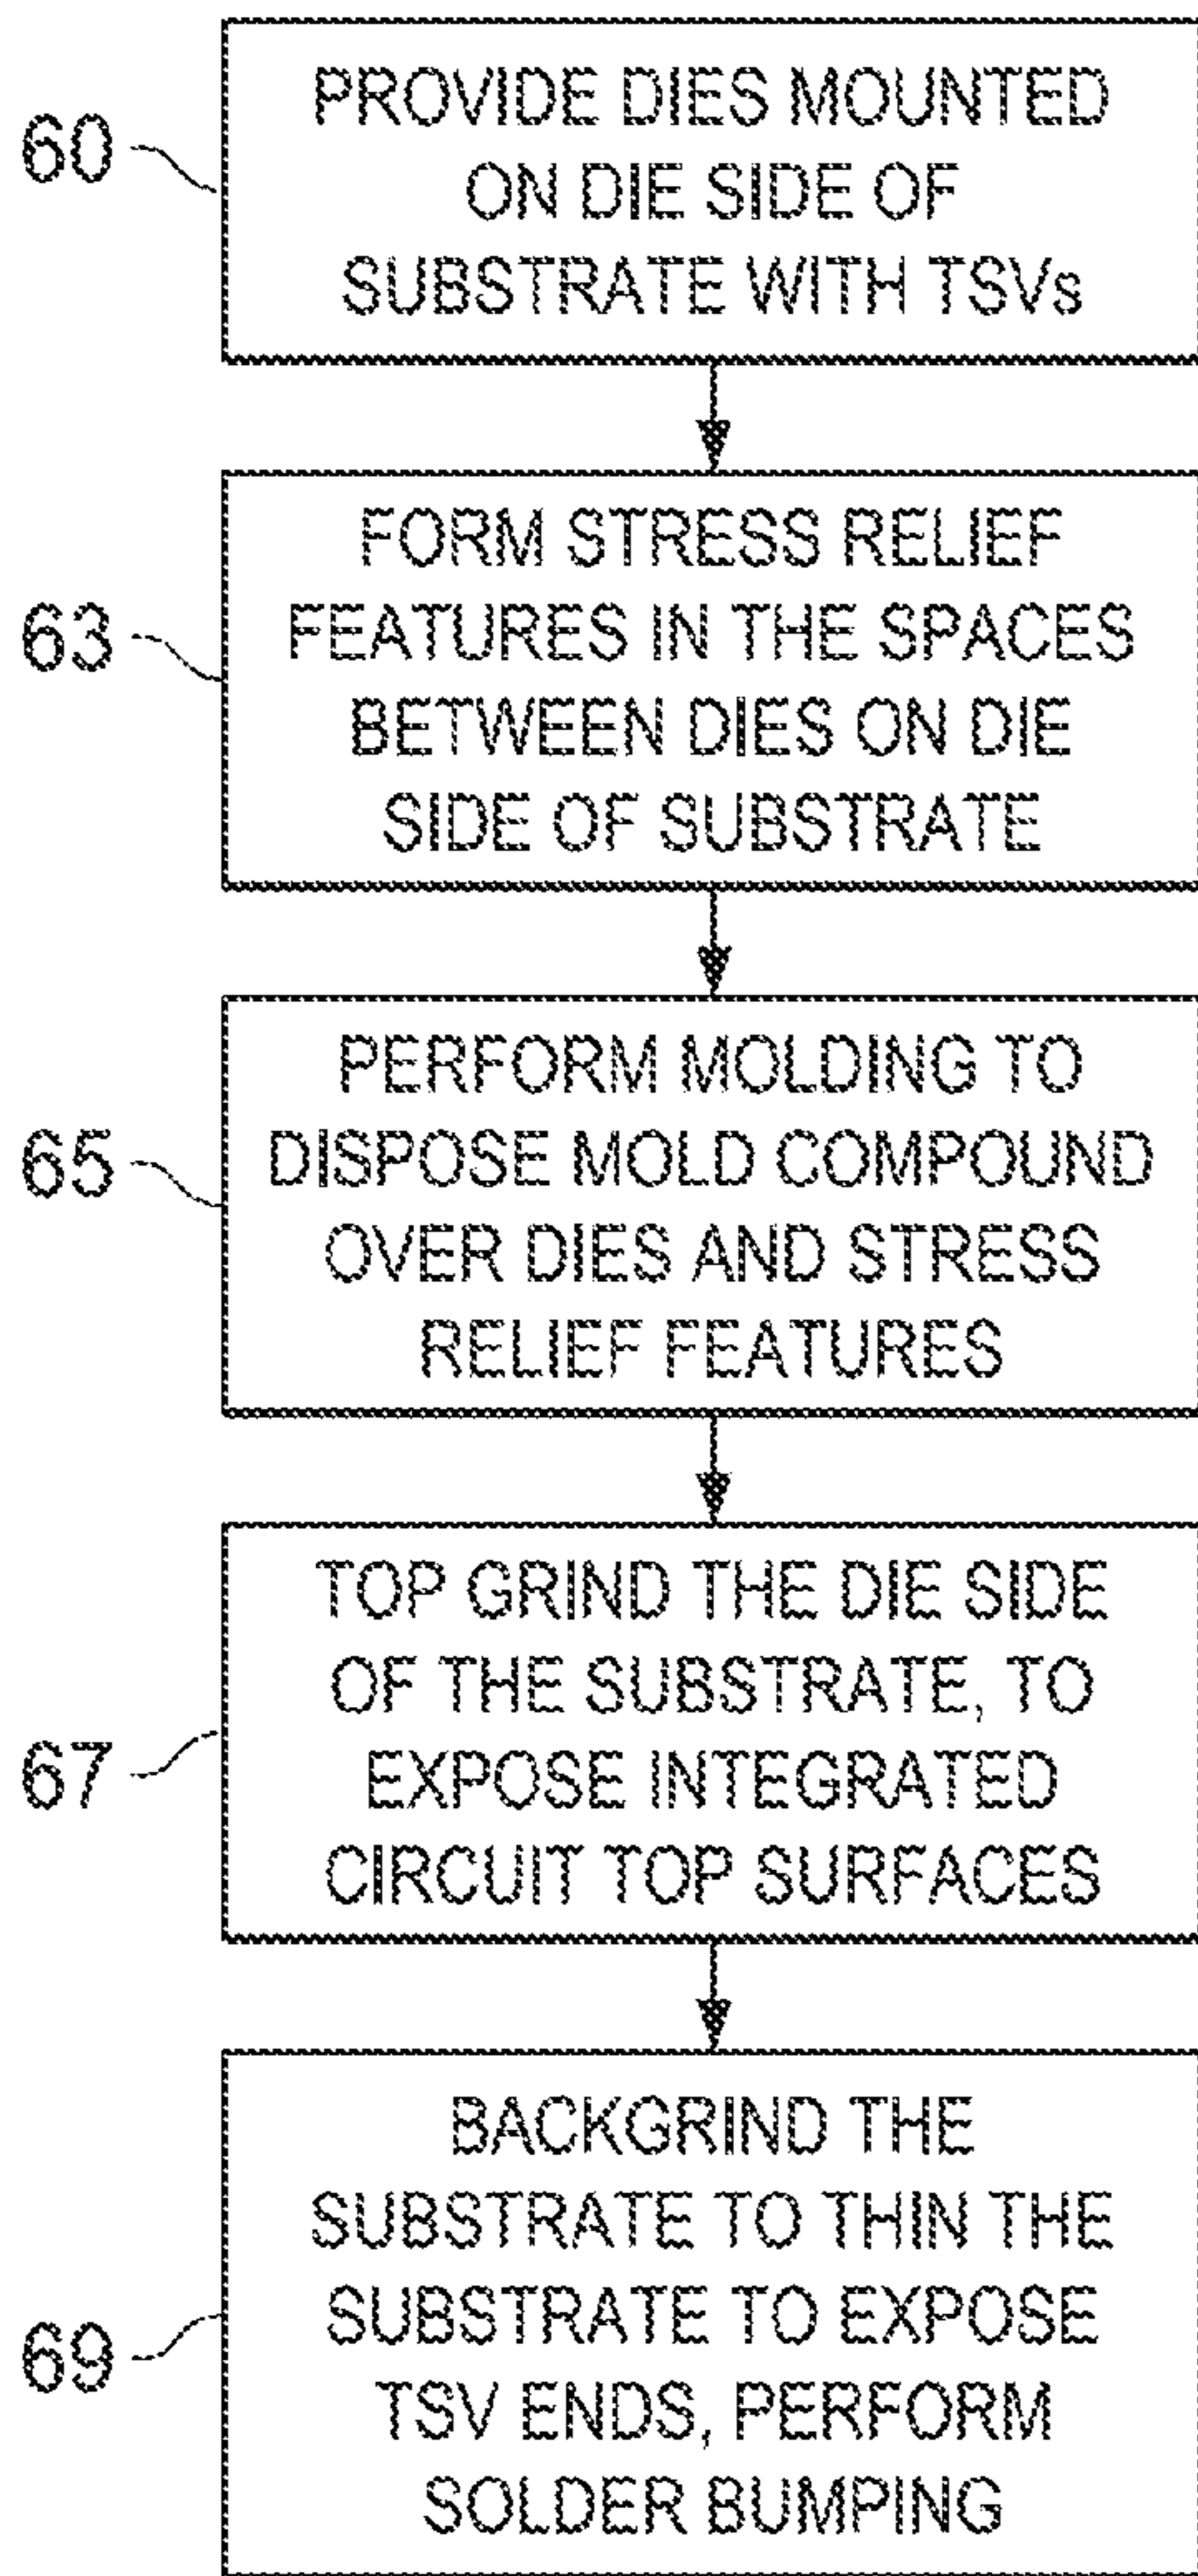 60
PROVIDE DIES MOUNTED
ON DIE SIDE OF
SUBSTRATE WITH TSVs
63
FORM STRESS RELIEF
FEATURES IN THE SPACES
BETWEEN DIES ON DIE
SIDE OF SUBSTRATE
65
PERFORM MOLDING TO
DISPOSE MOLD COMPOUND
OVER DIES AND STRESS
RELIEF FEATURES
67
TOP GRIND THE DIE SIDE
OF THE SUBSTRATE, TO
EXPOSE INTEGRATED
CIRCUIT TOP SURFACES
69
BACKGRIND THE
SUBSTRATE TO THIN THE
SUBSTRATE TO EXPOSE
TSV ENDS, PERFORM
SOLDER BUMPING